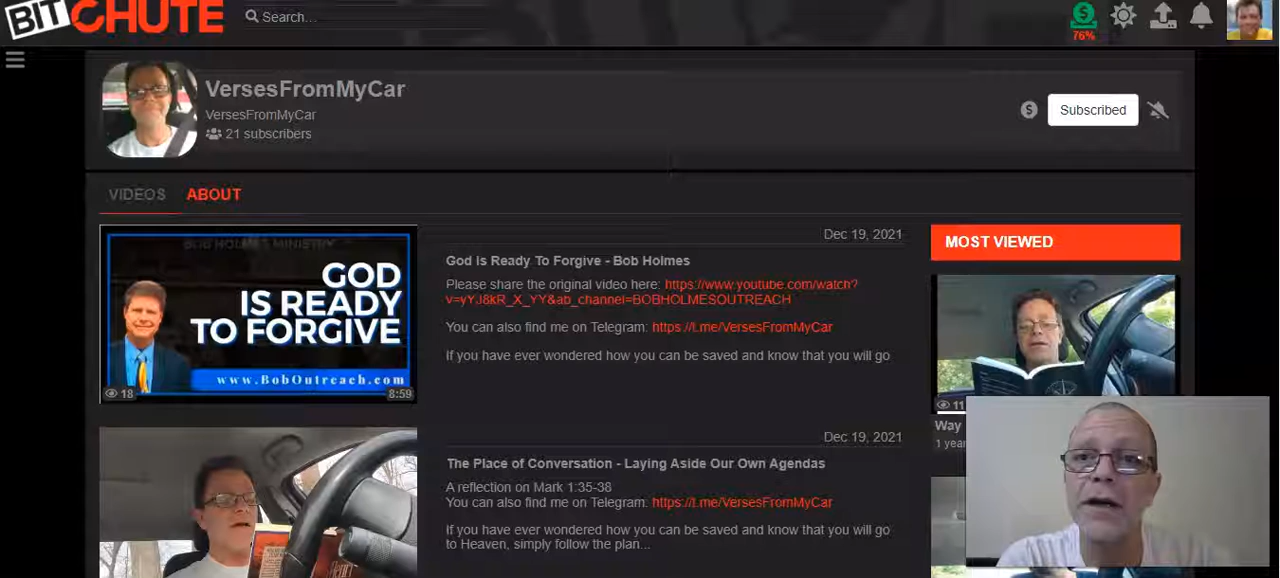 BITCHUTE
Search...
76%
VersesFromMyCar
VersesFromMyCar
21 subscribers
Subscribed
VIDEOS ABOUT
BOB HOLMES MINISTRY
GOD
IS READY
TO FORGIVE
www.BobOutreach.com
18
8:59
Dec 19, 2021
God is Ready To Forgive - Bob Holmes
Please share the original video here: https://www.youtube.com/watch?
v=yYJ8kR_X_YY&ab_channel=BOBHOLMESOUTREACH
You can also find me on Telegram: https://t.me/VersesFromMyCar
If you have ever wondered how you can be saved and know that you will go
Dec 19, 2021
The Place of Conversation - Laying Aside Our Own Agendas
A reflection on Mark 1:35-38
You can also find me on Telegram: https://t.me/VersesFromMyCar
If you have ever wondered how you can be saved and know that you will go
to Heaven, simply follow the plan...
MOST VIEWED
11
Way
1 year